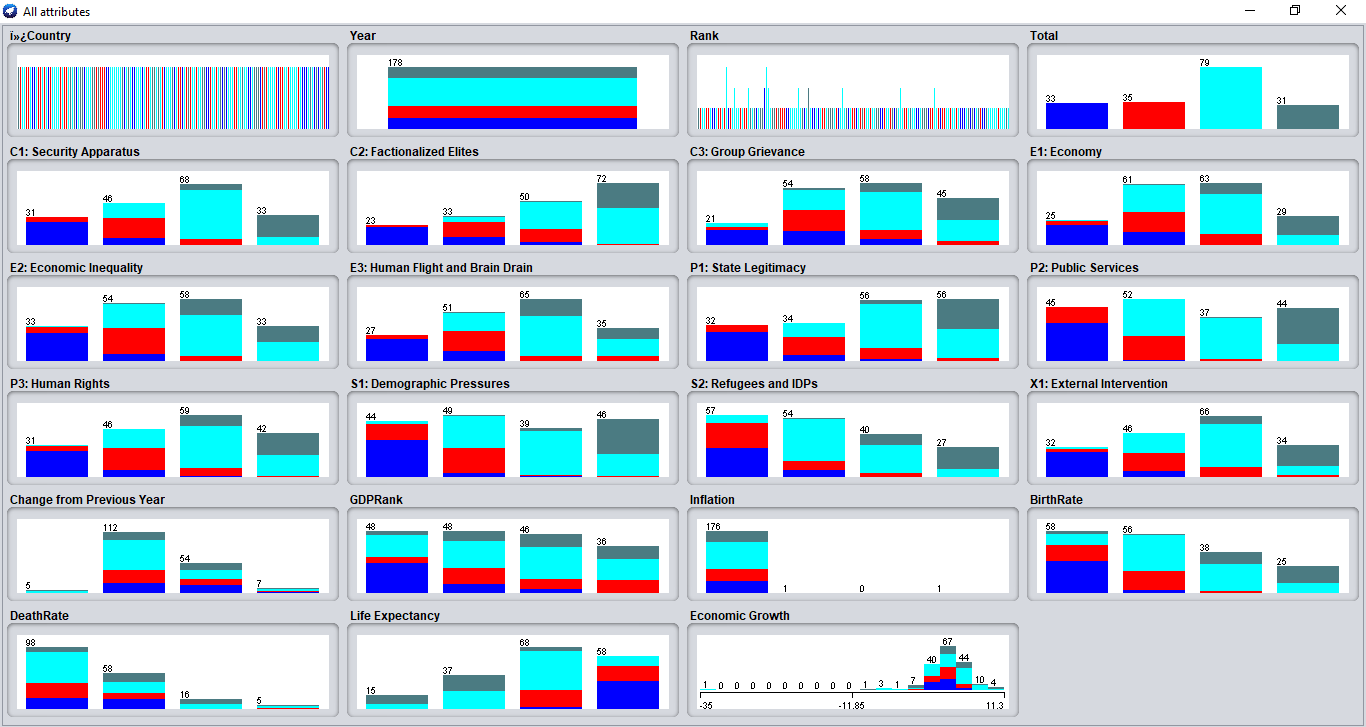 All attributes
ï»¿Country
Year
Rank
Total
178
33
35
79
31
C1: Security Apparatus
C2: Factionalized Elites
C3: Group Grievance
E1: Economy
31
46
68
33
23
33
50
72
21
54
58
45
25
61
63
29
E2: Economic Inequality
E3: Human Flight and Brain Drain
P1: State Legitimacy
P2: Public Services
33
54
58
33
27
51
65
35
32
34
56
56
45
52
37
44
P3: Human Rights
S1: Demographic Pressures
S2: Refugees and IDPs
X1: External Intervention
31
46
59
42
44
49
39
46
57
54
40
27
32
46
66
34
Change from Previous Year
GDPRank
Inflation
BirthRate
5
112
54
7
48
48
46
36
176
1
0
1
58
56
38
25
DeathRate
Life Expectancy
Economic Growth
98
58
16
5
15
37
68
58
1 0 0 0 0 0 0 0 0 0 1 3 1 7 40 67 44 10 4
-35 -11.85 11.3